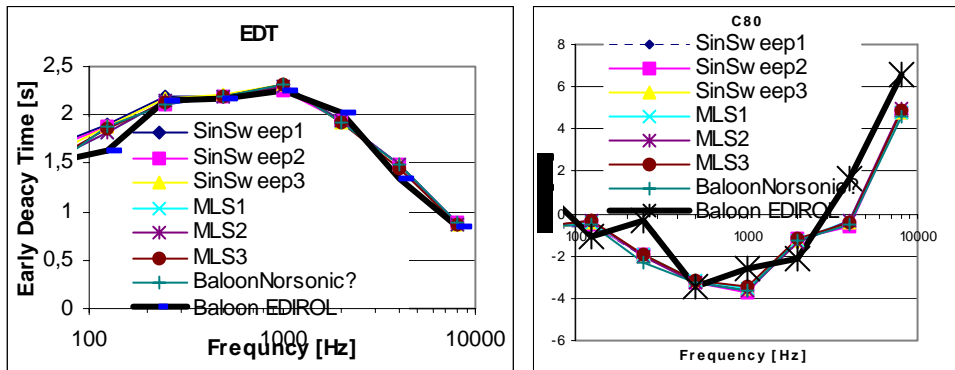 EDT
Early Deacy Time [s]
2,5
2
1,5
1
0,5
0
SinSw eep1
SinSw eep2
SinSw eep3
MLS1
MLS2
MLS3
BaloonNorsonic?
Baloon EDIROL
100
1000
10000
Frequncy [Hz]
C80
8
6
4
2
0
-2
-4
-6
SinSw eep1
SinSw eep2
SinSw eep3
MLS1
MLS2
MLS3
BaloonNorsonic?
Baloon EDIROL
100
1000
10000
Frequency [Hz]